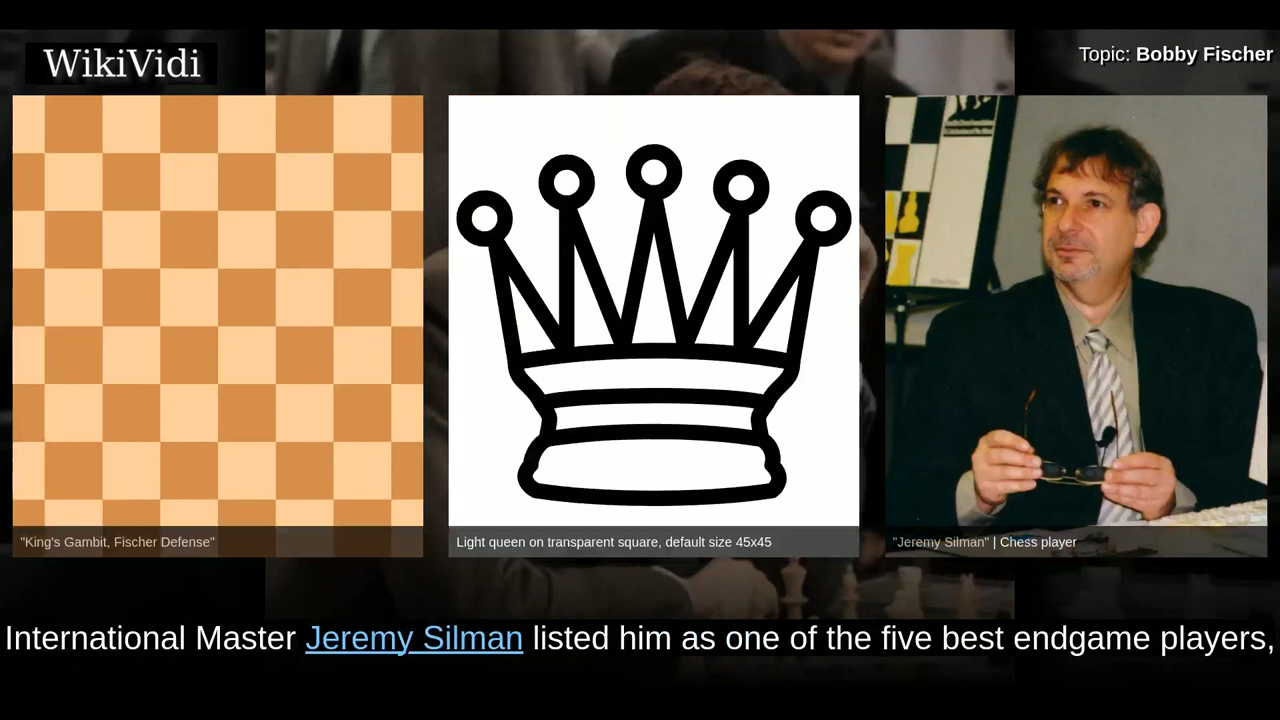 WikiVidi
Topic: Bobby Fischer
"King's Gambit, Fischer Defense"
Light queen on transparent square, default size 45x45
"Jeremy Silman" | Chess player
International Master Jeremy Silman listed him as one of the five best endgame players,